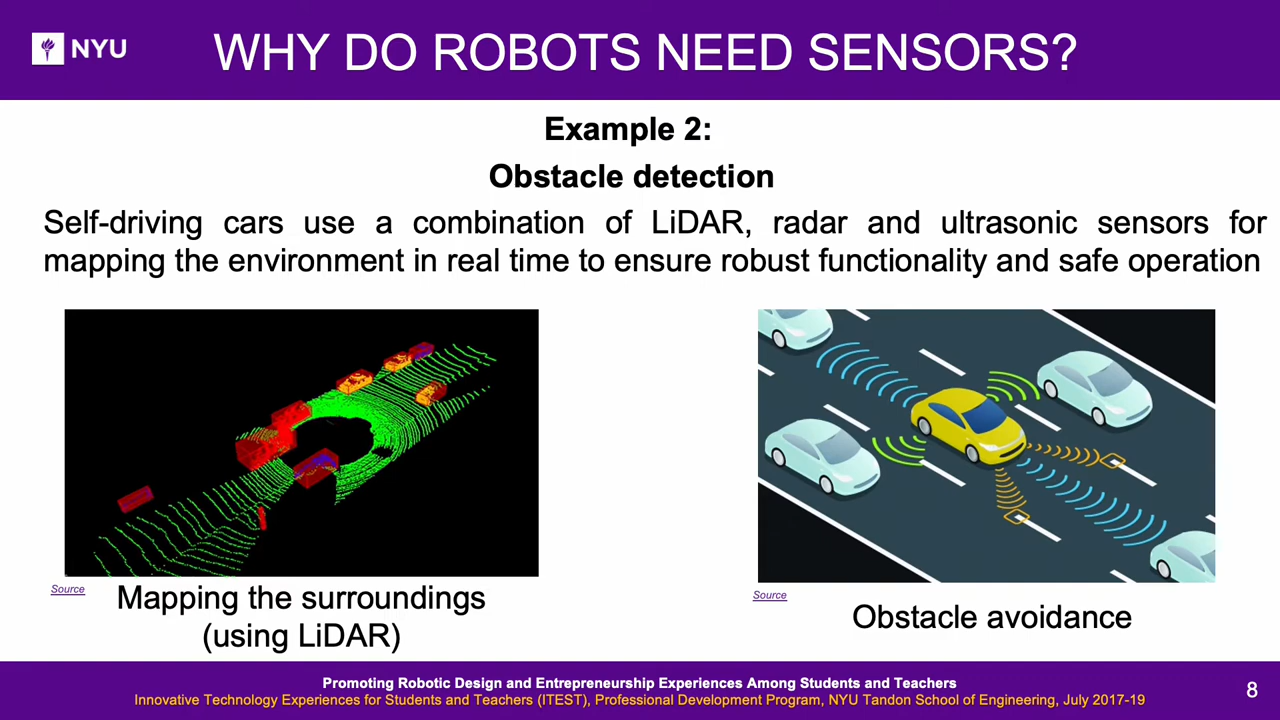 NYU
WHY DO ROBOTS NEED SENSORS?
Example 2:
Obstacle detection
Self-driving cars use a combination of LiDAR, radar and ultrasonic sensors for
mapping the environment in real time to ensure robust functionality and safe operation
Source
Mapping the surroundings
(using LiDAR)
Source
Obstacle avoidance
Promoting Robotic Design and Entrepreneurship Experiences Among Students and Teachers
Innovative Technology Experiences for Students and Teachers (ITEST), Professional Development Program, NYU Tandon School of Engineering, July 2017-19
8